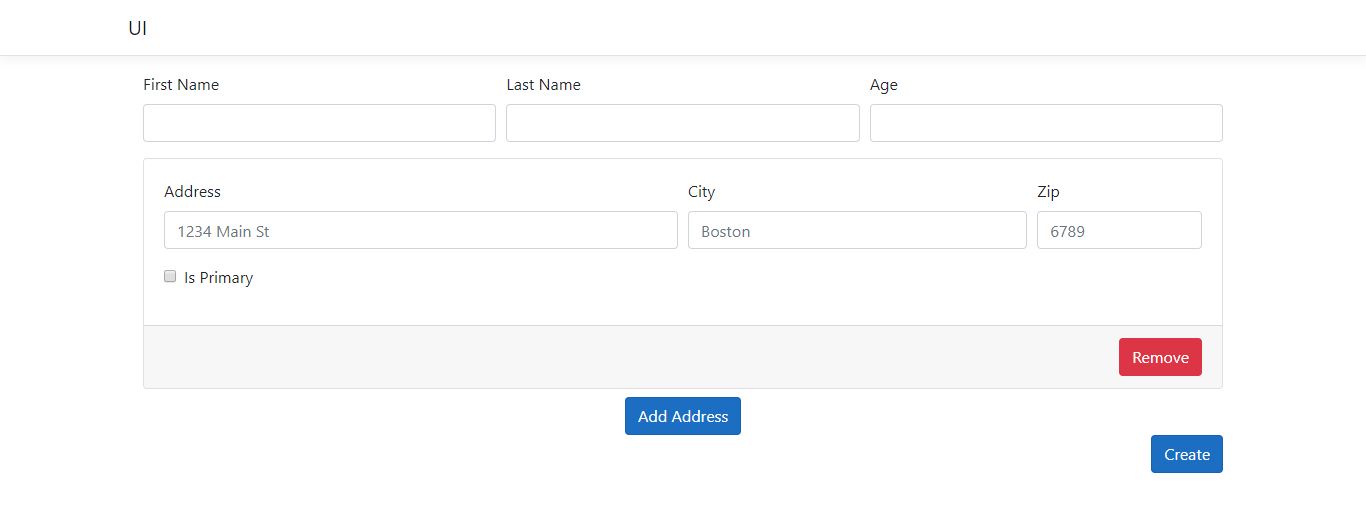 UI
First Name Last Name Age
Address City Zip
1234 Main St Boston 6789
Is Primary
Remove
Add Address
Create